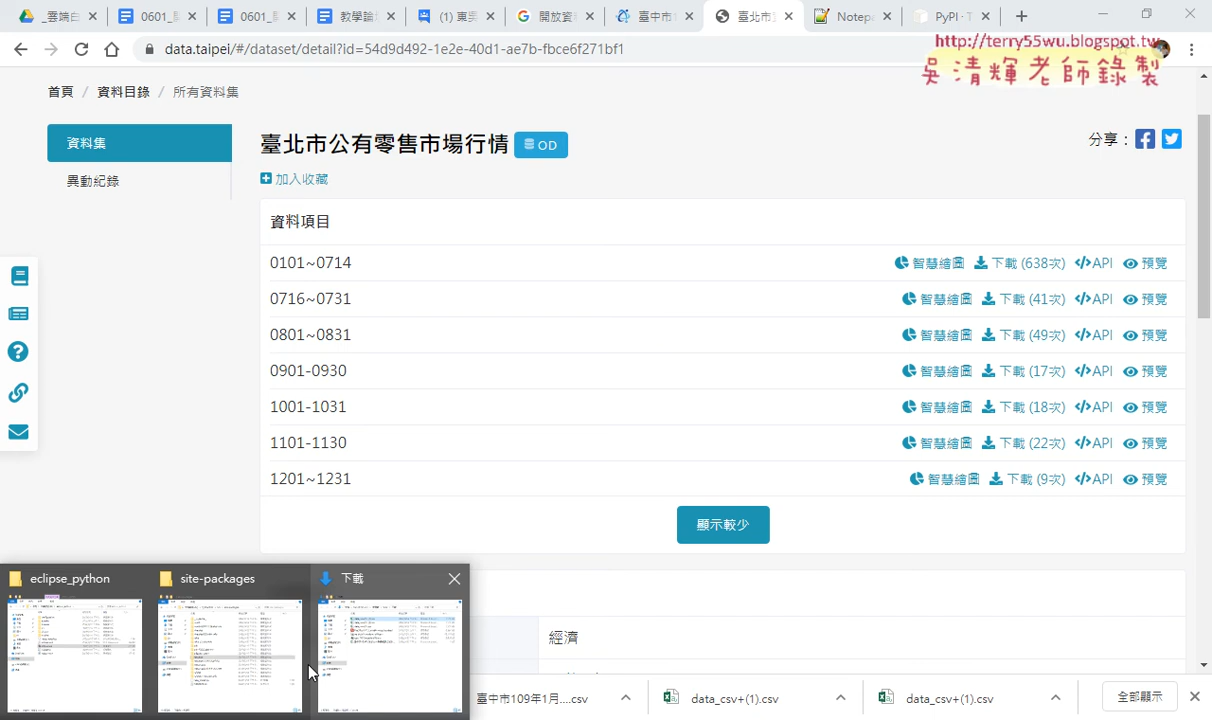 _雲端白
0601_
0601_
教學論
(1) 東吳
開放資
臺中市
臺北市
Notep
PyPI · T
data.taipei/#/dataset/detail?id=54d9d492-1e2e-40d1-ae7b-fbce6f271bf1
http://terry55wu.blogspot.tw
吳清輝老師錄製
首頁 / 資料目錄 / 所有資料集
資料集
異動紀錄
臺北市公有零售市場行情 OD
分享：
加入收藏
資料項目
0101~0714 智慧繪圖 下載 (638次) </>API 預覽
0716~0731 智慧繪圖 下載 (41次) </>API 預覽
0801~0831 智慧繪圖 下載 (49次) </>API 預覽
0901-0930 智慧繪圖 下載 (17次) </>API 預覽
1001-1031 智慧繪圖 下載 (18次) </>API 預覽
1101-1130 智慧繪圖 下載 (22次) </>API 預覽
1201~1231 智慧繪圖 下載 (9次) </>API 預覽
顯示較少
eclipse_python
site-packages
下載
經濟
臺中市109年1月....csv
data_csv+(1).csv
data_csv+(1).csv
全部顯示